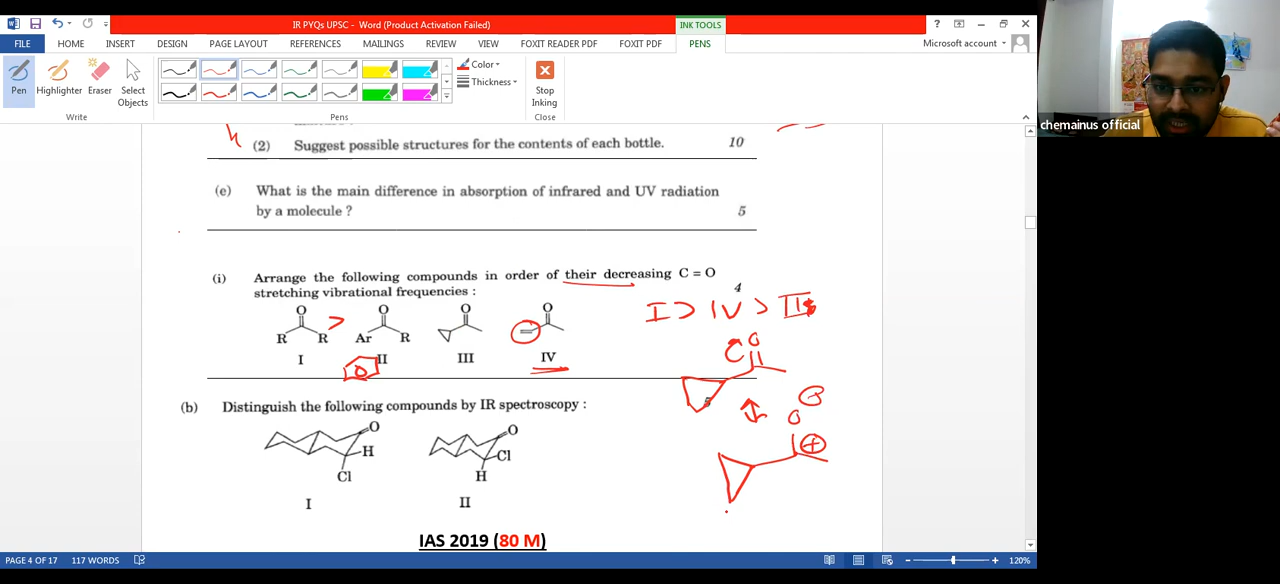 IR PYQs UPSC - Word (Product Activation Failed)
INK TOOLS
FILE HOME INSERT DESIGN PAGE LAYOUT REFERENCES MAILINGS REVIEW VIEW FOXIT READER PDF FOXIT PDF PENS
Microsoft account
Pen Highlighter Eraser Select Objects
Color
Thickness
Stop Inking
Write Pens Close
chemainus official
(2) Suggest possible structures for the contents of each bottle. 10
(e) What is the main difference in absorption of infrared and UV radiation
by a molecule ? 5
(i) Arrange the following compounds in order of their decreasing C = O
stretching vibrational frequencies : 4
I > IV > II
O O O O
R R > Ar R
I II III IV
O
5
O
(b) Distinguish the following compounds by IR spectroscopy :
O O
H Cl
Cl H
I II
IAS 2019 (80 M)
PAGE 4 OF 17 117 WORDS 120%